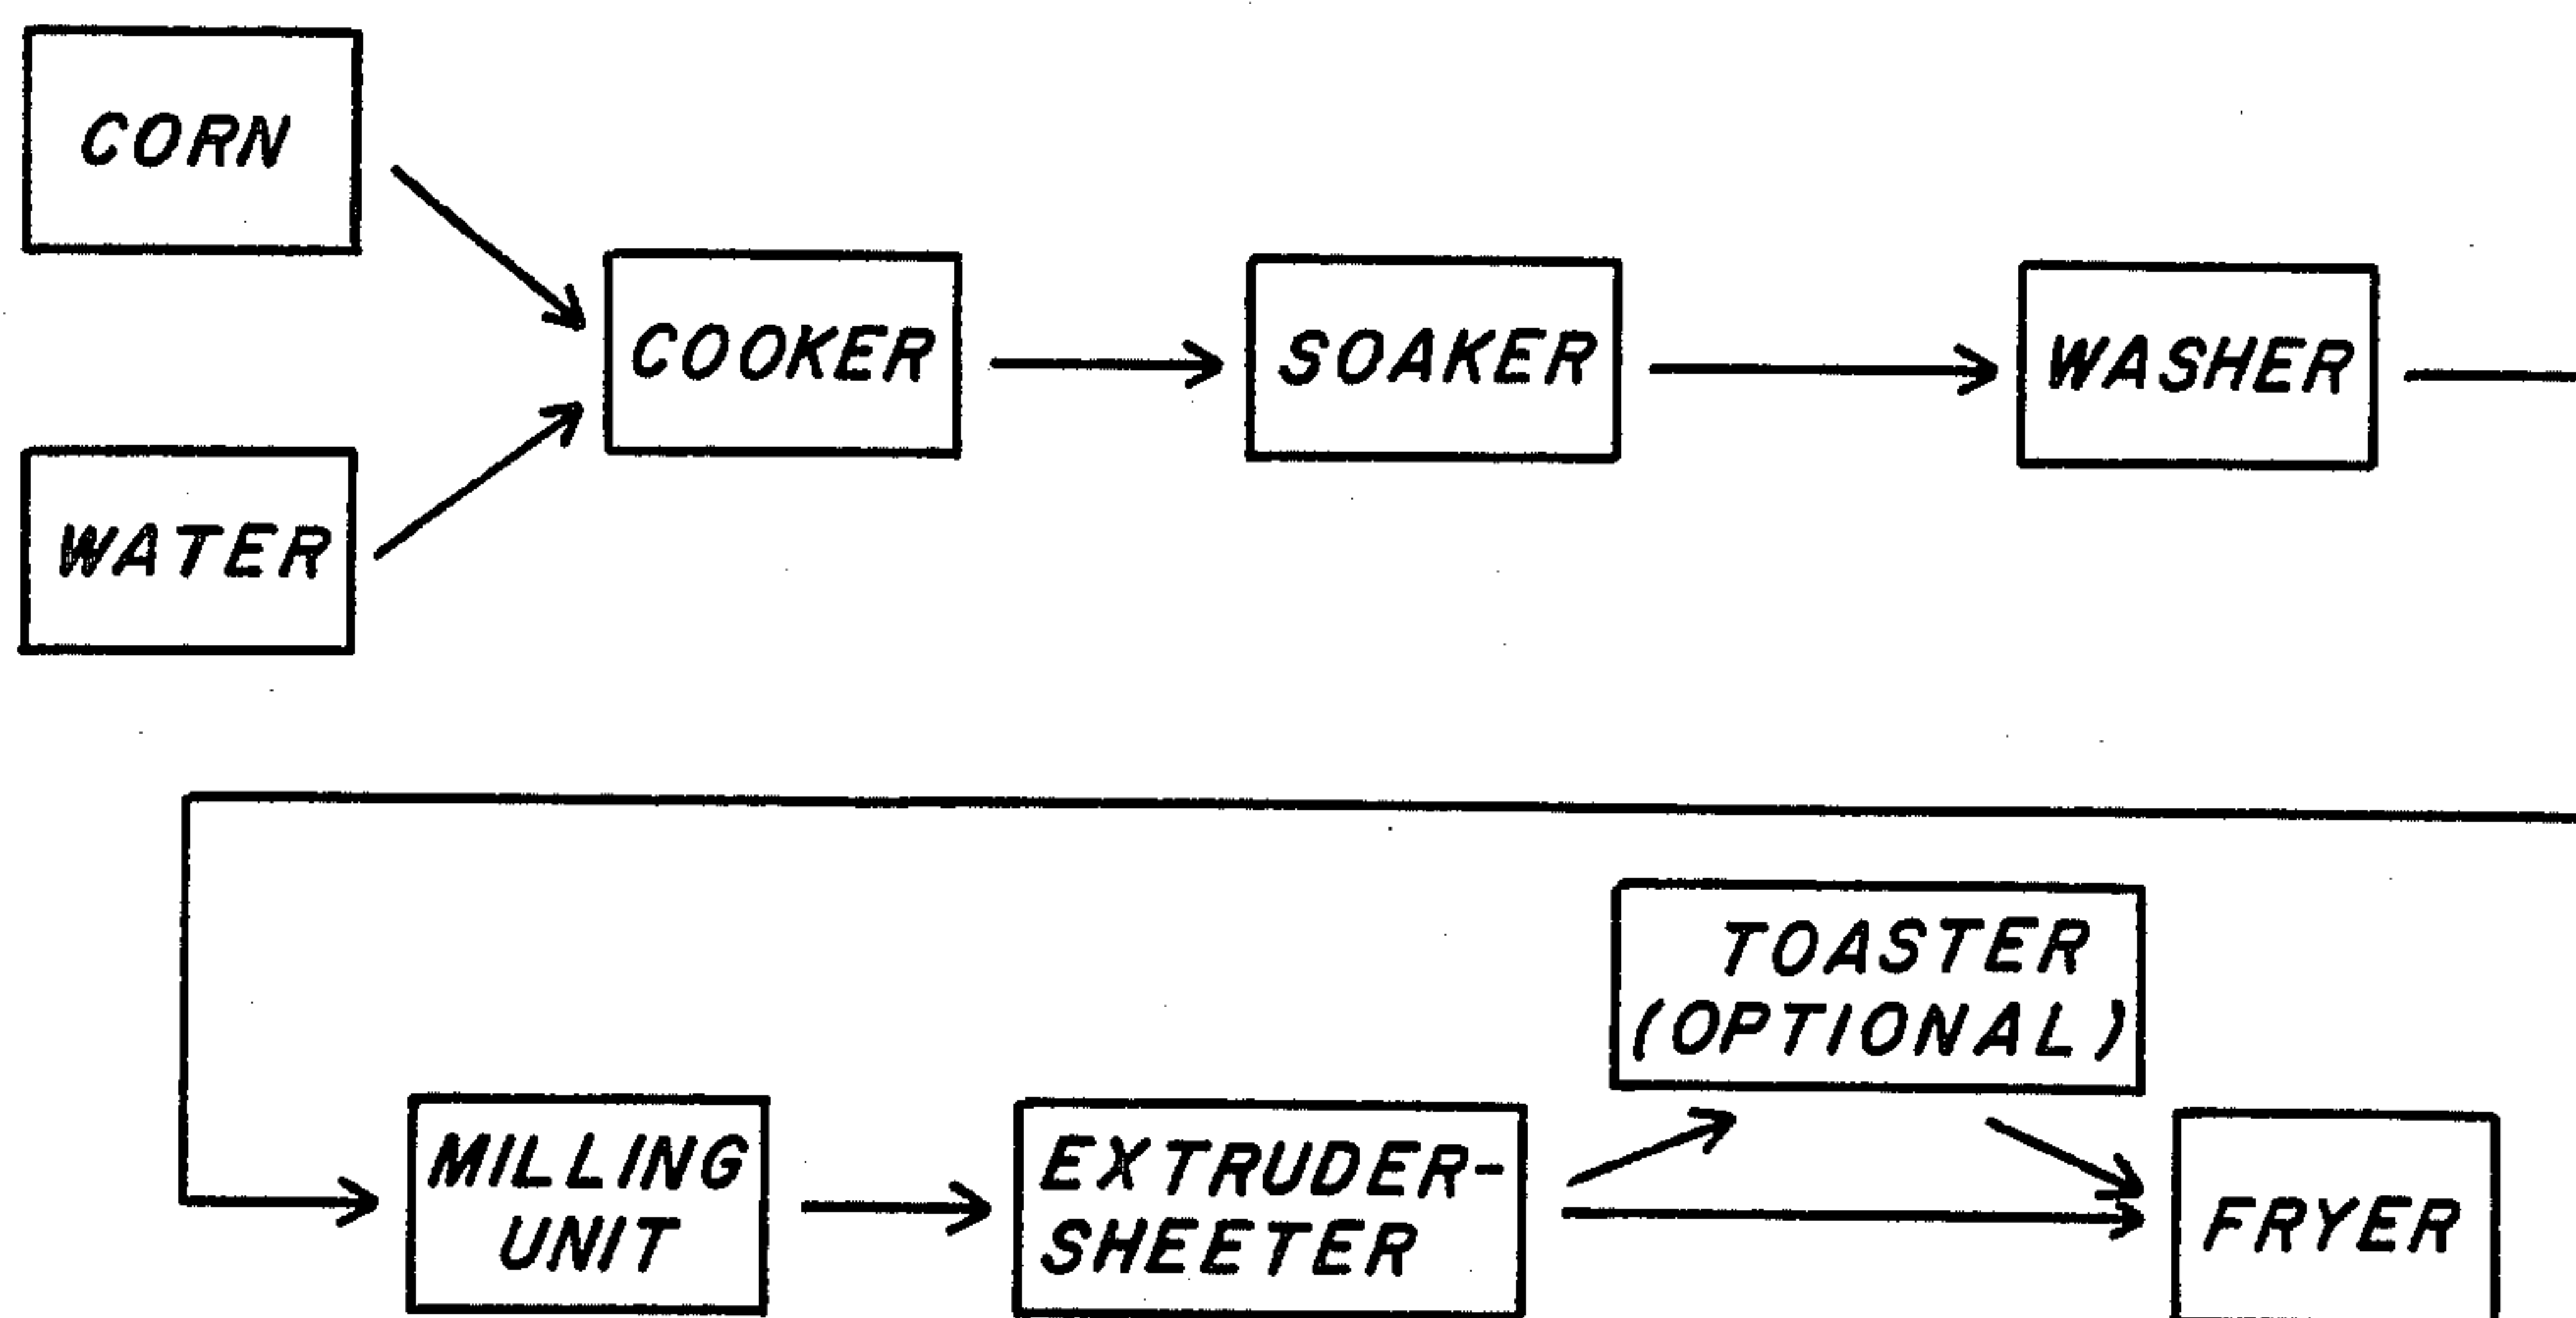 CORN
WATER
COOKER
SOAKER
WASHER
MILLING
UNIT
EXTRUDER-
SHEETER
TOASTER
(OPTIONAL)
FRYER